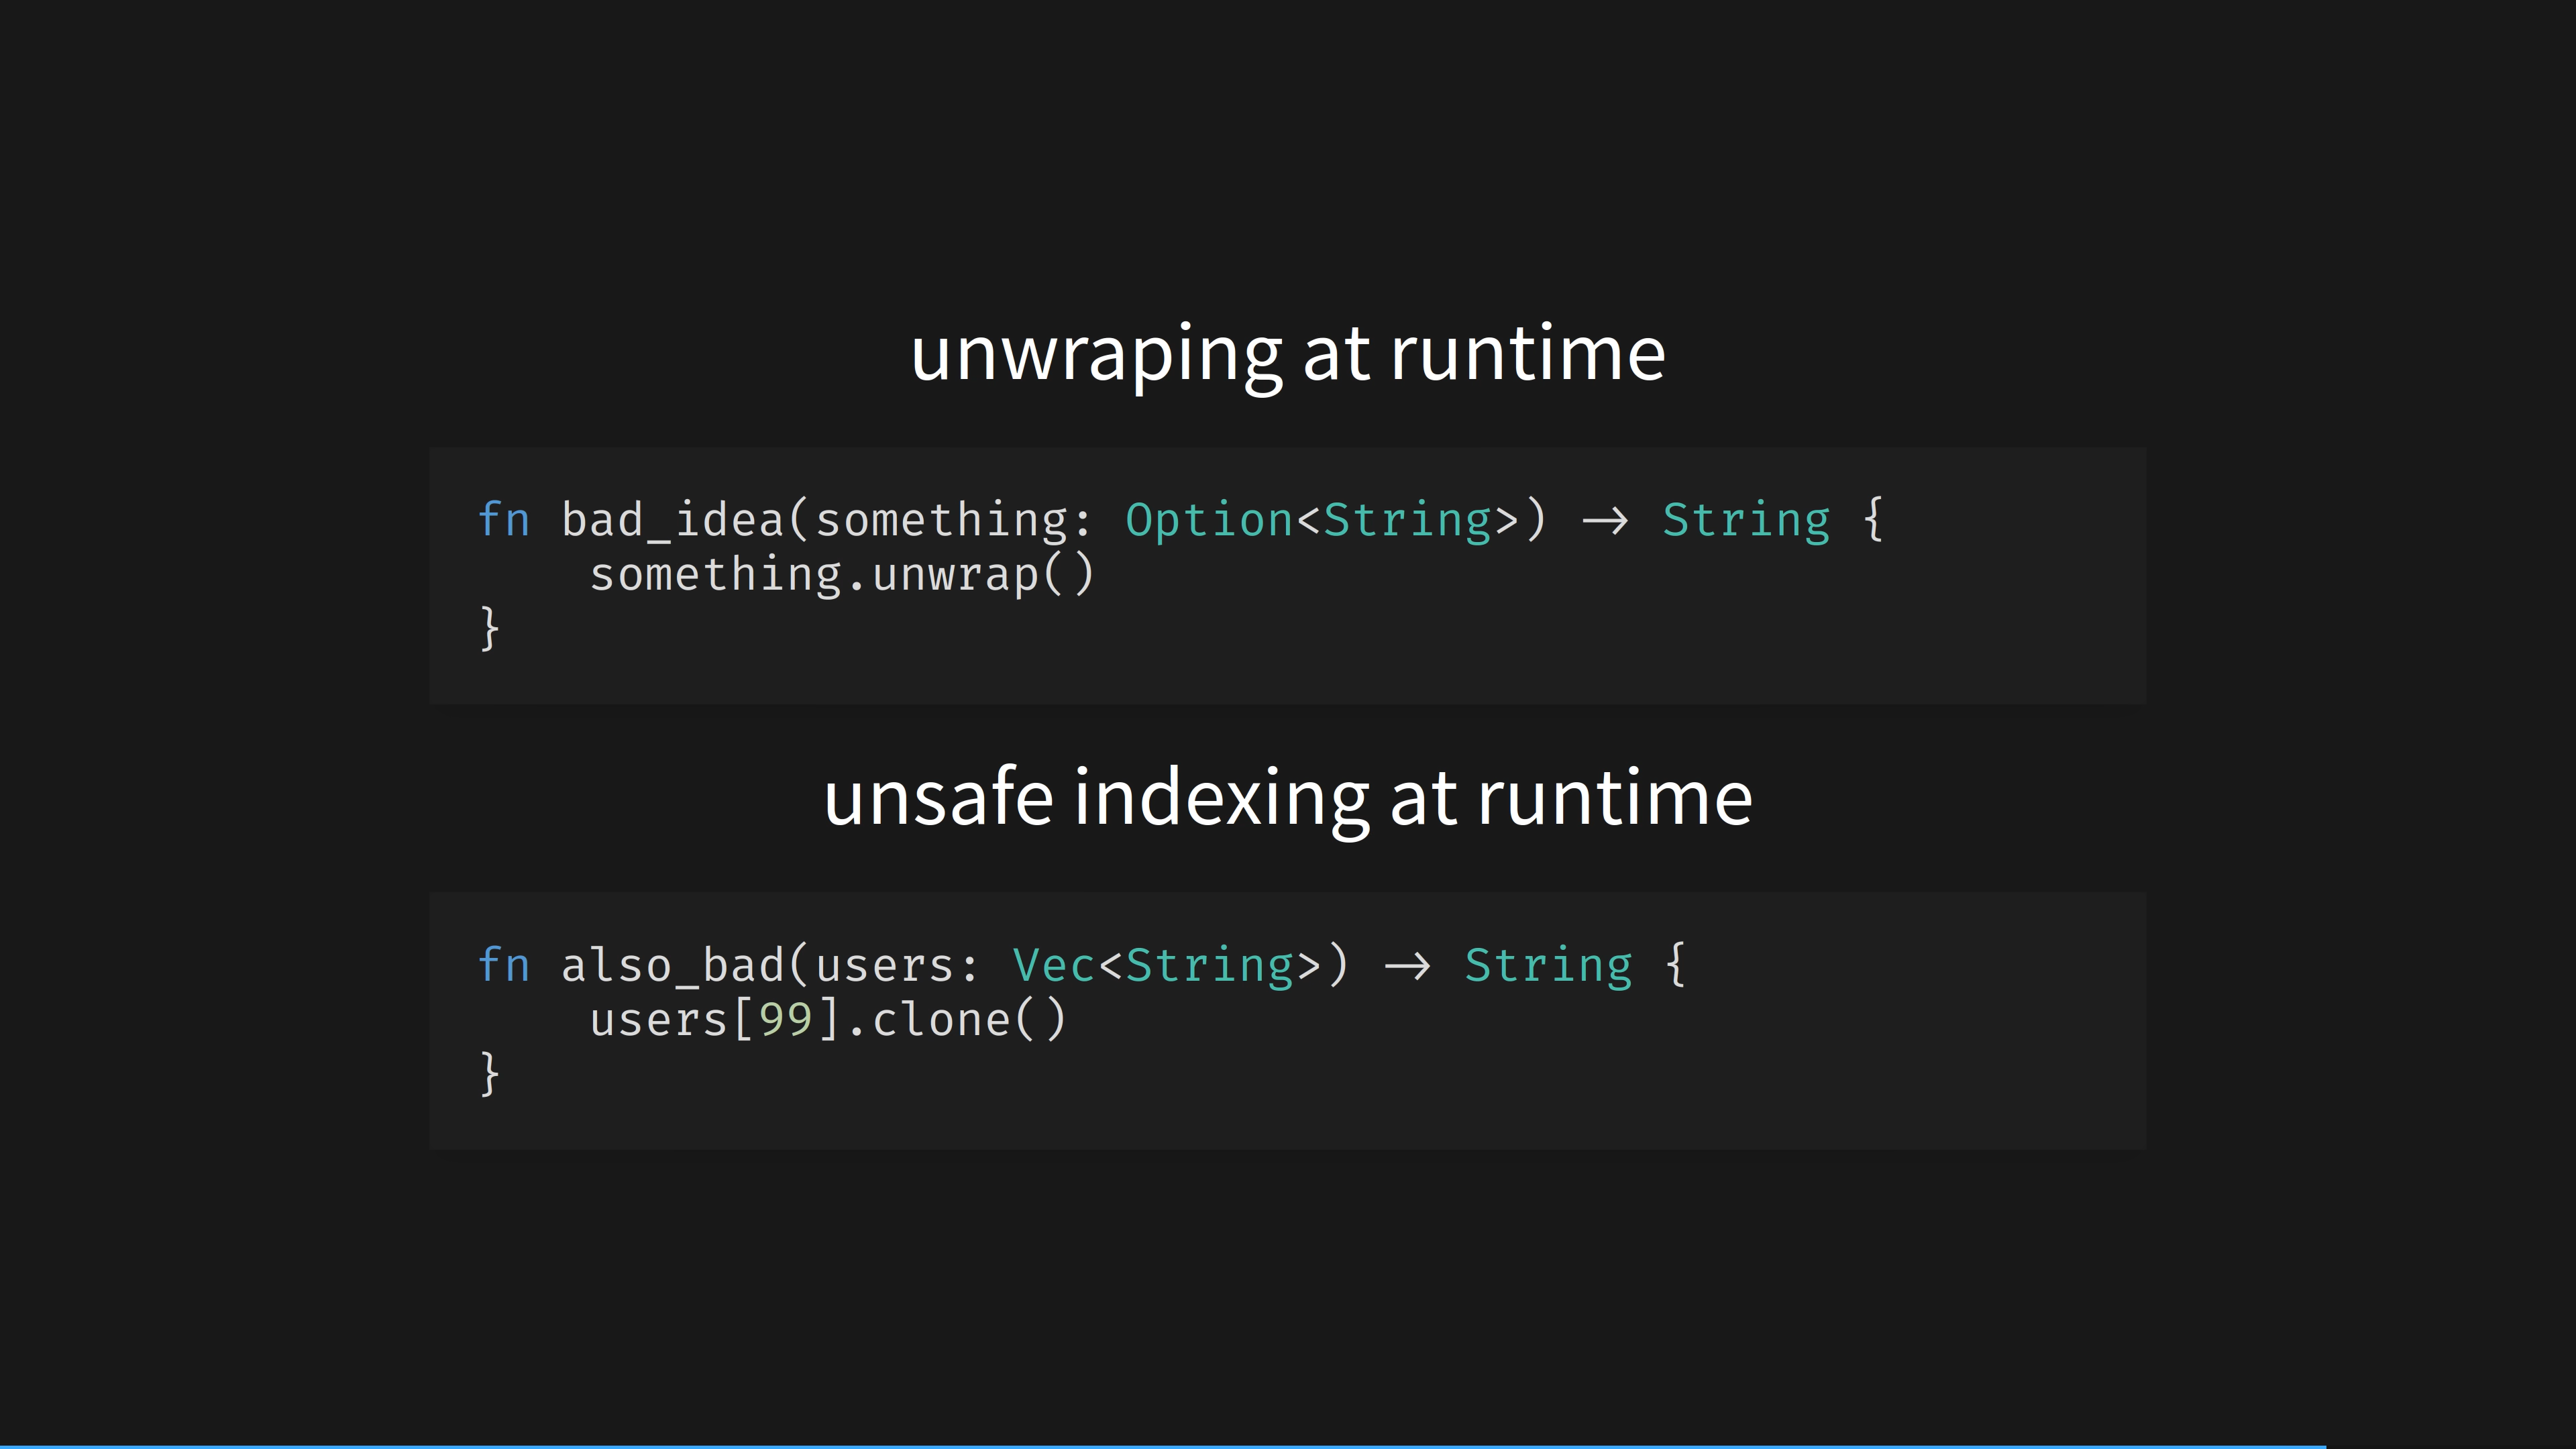 unwraping at runtime
fn bad_idea(something: Option<String>) → String {
    something.unwrap()
}
unsafe indexing at runtime
fn also_bad(users: Vec<String>) → String {
    users[99].clone()
}